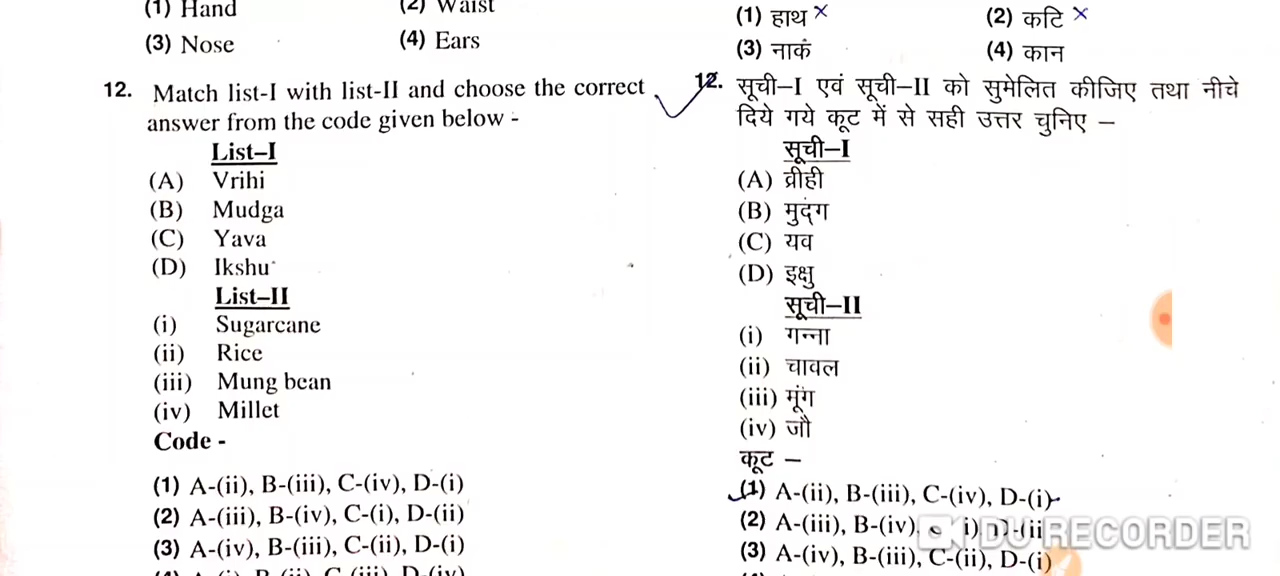 (1) Hand
(2) Waist
(3) Nose
(4) Ears
12. Match list-I with list-II and choose the correct
answer from the code given below -
List–I
(A) Vrihi
(B) Mudga
(C) Yava
(D) Ikshu
List–II
(i) Sugarcane
(ii) Rice
(iii) Mung bean
(iv) Millet
Code -
(1) A-(ii), B-(iii), C-(iv), D-(i)
(2) A-(iii), B-(iv), C-(i), D-(ii)
(3) A-(iv), B-(iii), C-(ii), D-(i)
(1) हाथ ×
(2) कटि ×
(3) नाक
(4) कान
12. सूची–I एवं सूची–II को सुमेलित कीजिए तथा नीचे
दिये गये कूट में से सही उत्तर चुनिए –
सूची–I
(A) व्रीही
(B) मुद्ंग
(C) यव
(D) इक्षु
सूची–II
(i) गन्ना
(ii) चावल
(iii) मूंग
(iv) जौ
कूट –
(1) A-(ii), B-(iii), C-(iv), D-(i)
(2) A-(iii), B-(iv), i) D-(ii
(3) A-(iv), B-(iii), C-(ii), D-(i)
DU RECORDER